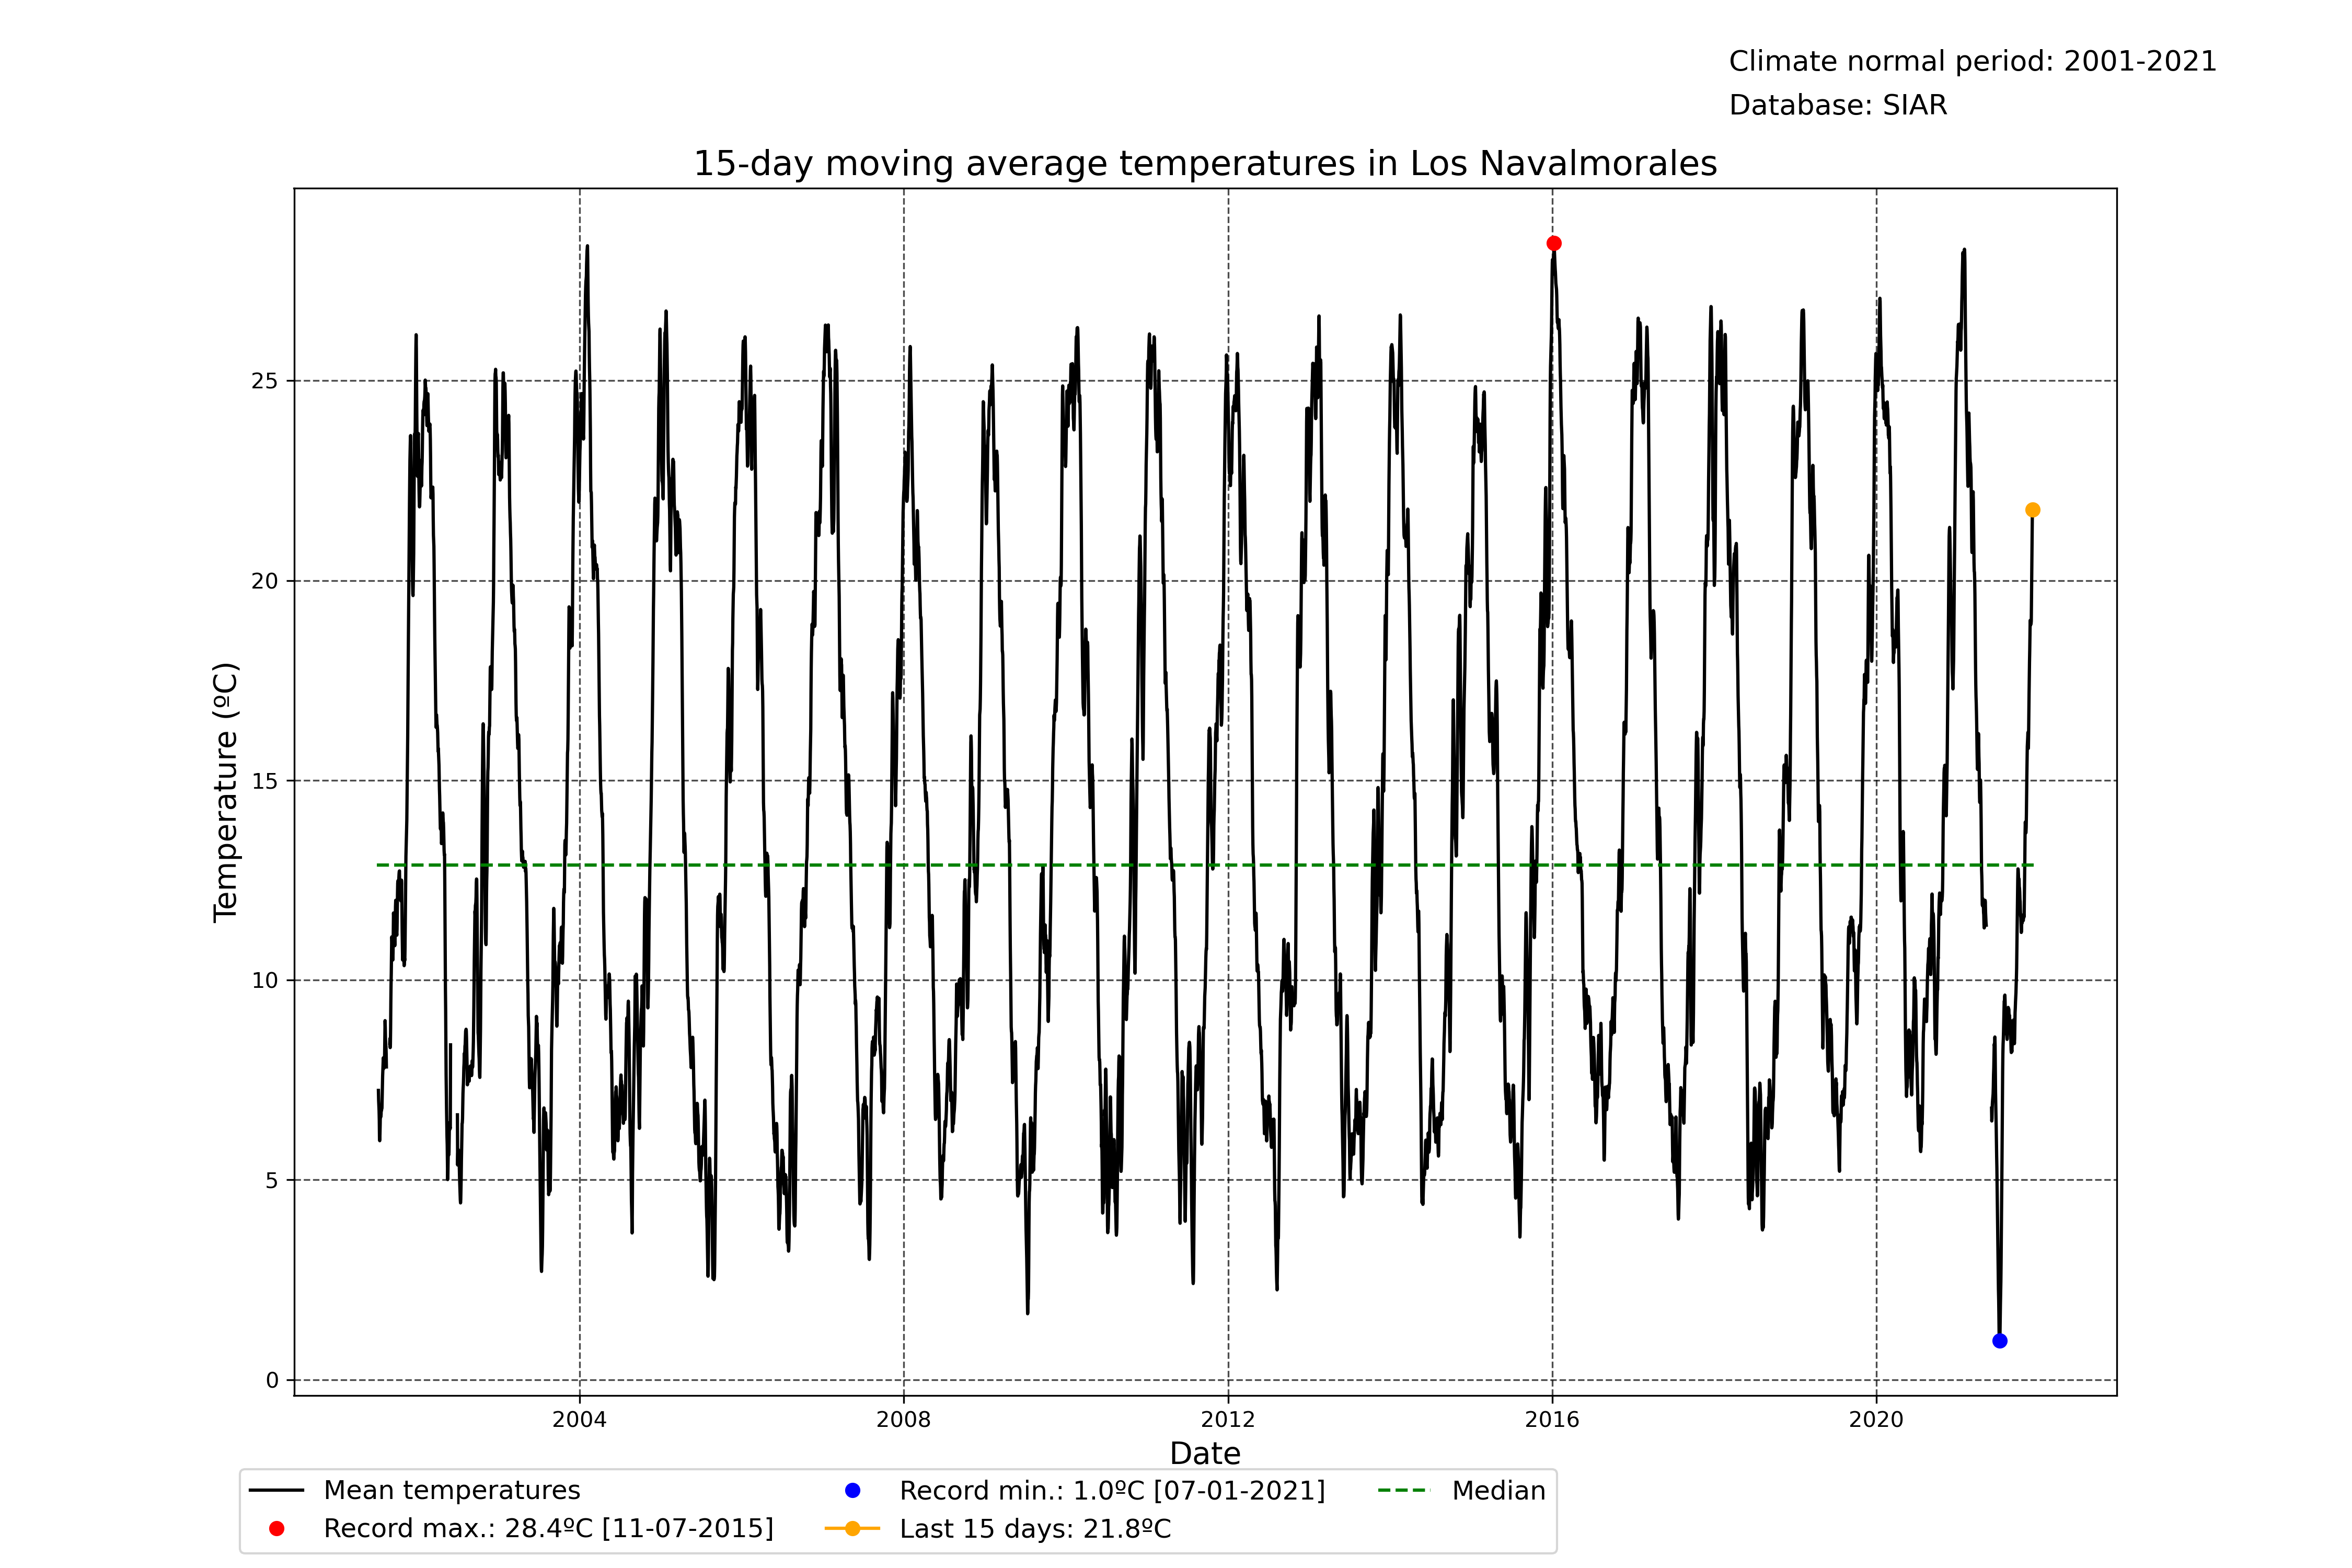 Climate normal period: 2001-2021
Database: SIAR
15-day moving average temperatures in Los Navalmorales
Temperature (ºC)
25
20
15
10
5
0
2004 2008 2012 2016 2020
Date
Mean temperatures
Record max.: 28.4ºC [11-07-2015]
Record min.: 1.0ºC [07-01-2021]
Last 15 days: 21.8ºC
Median